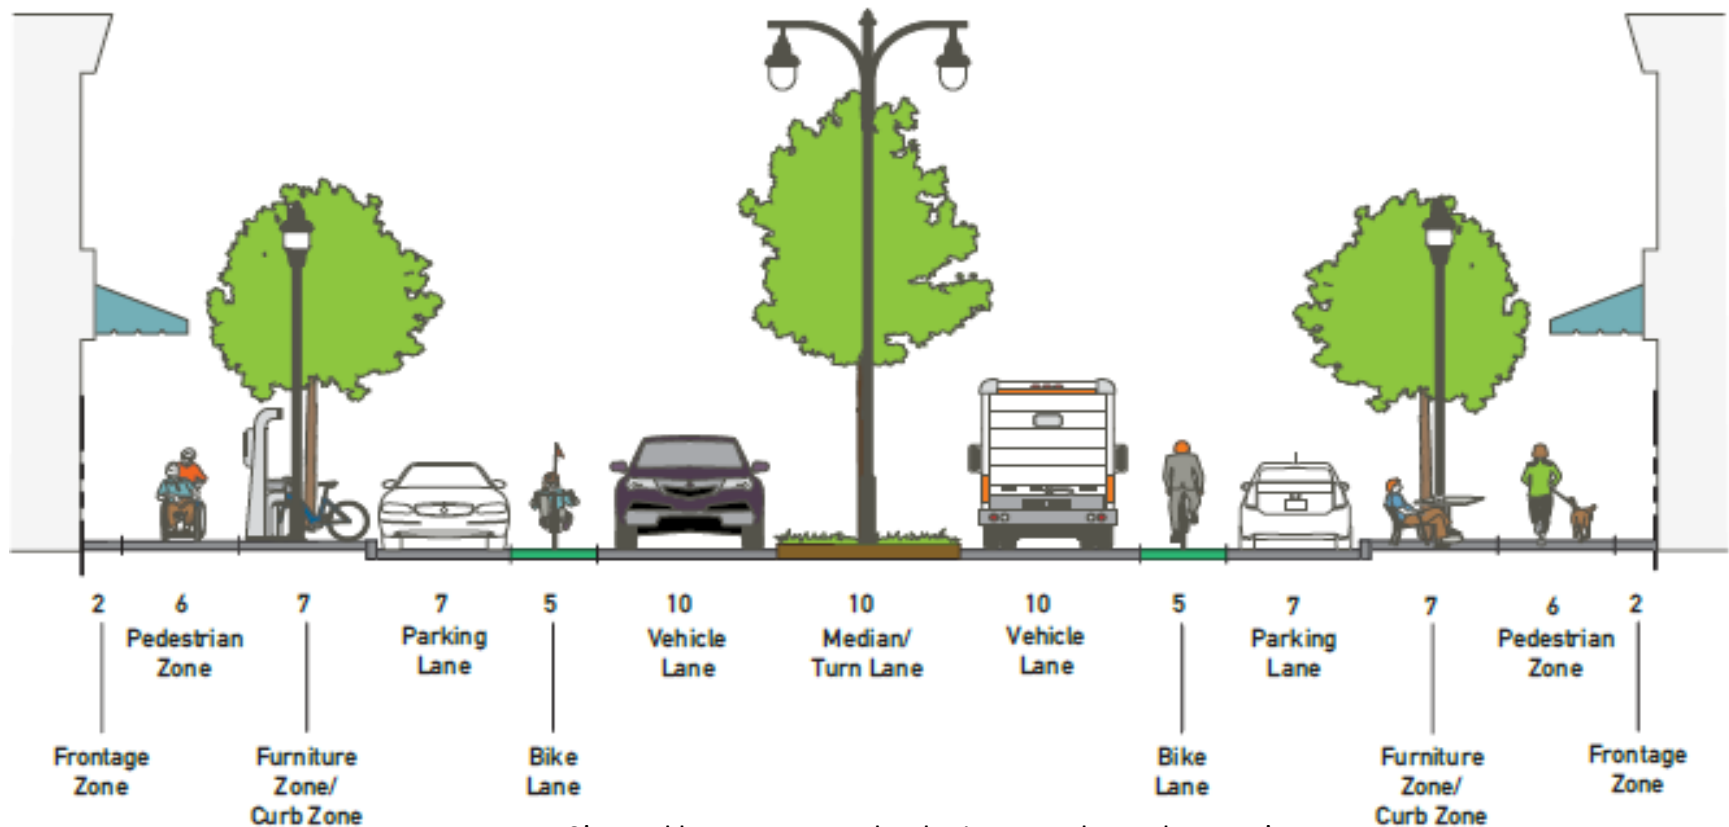 2 6 7 7 5 10 10 10 5 7 7 6 2
Pedestrian
Zone
Parking
Lane
Vehicle
Lane
Median/
Turn Lane
Vehicle
Lane
Parking
Lane
Pedestrian
Zone
Frontage
Zone
Furniture
Zone/
Curb Zone
Bike
Lane
Bike
Lane
Furniture
Zone/
Curb Zone
Frontage
Zone